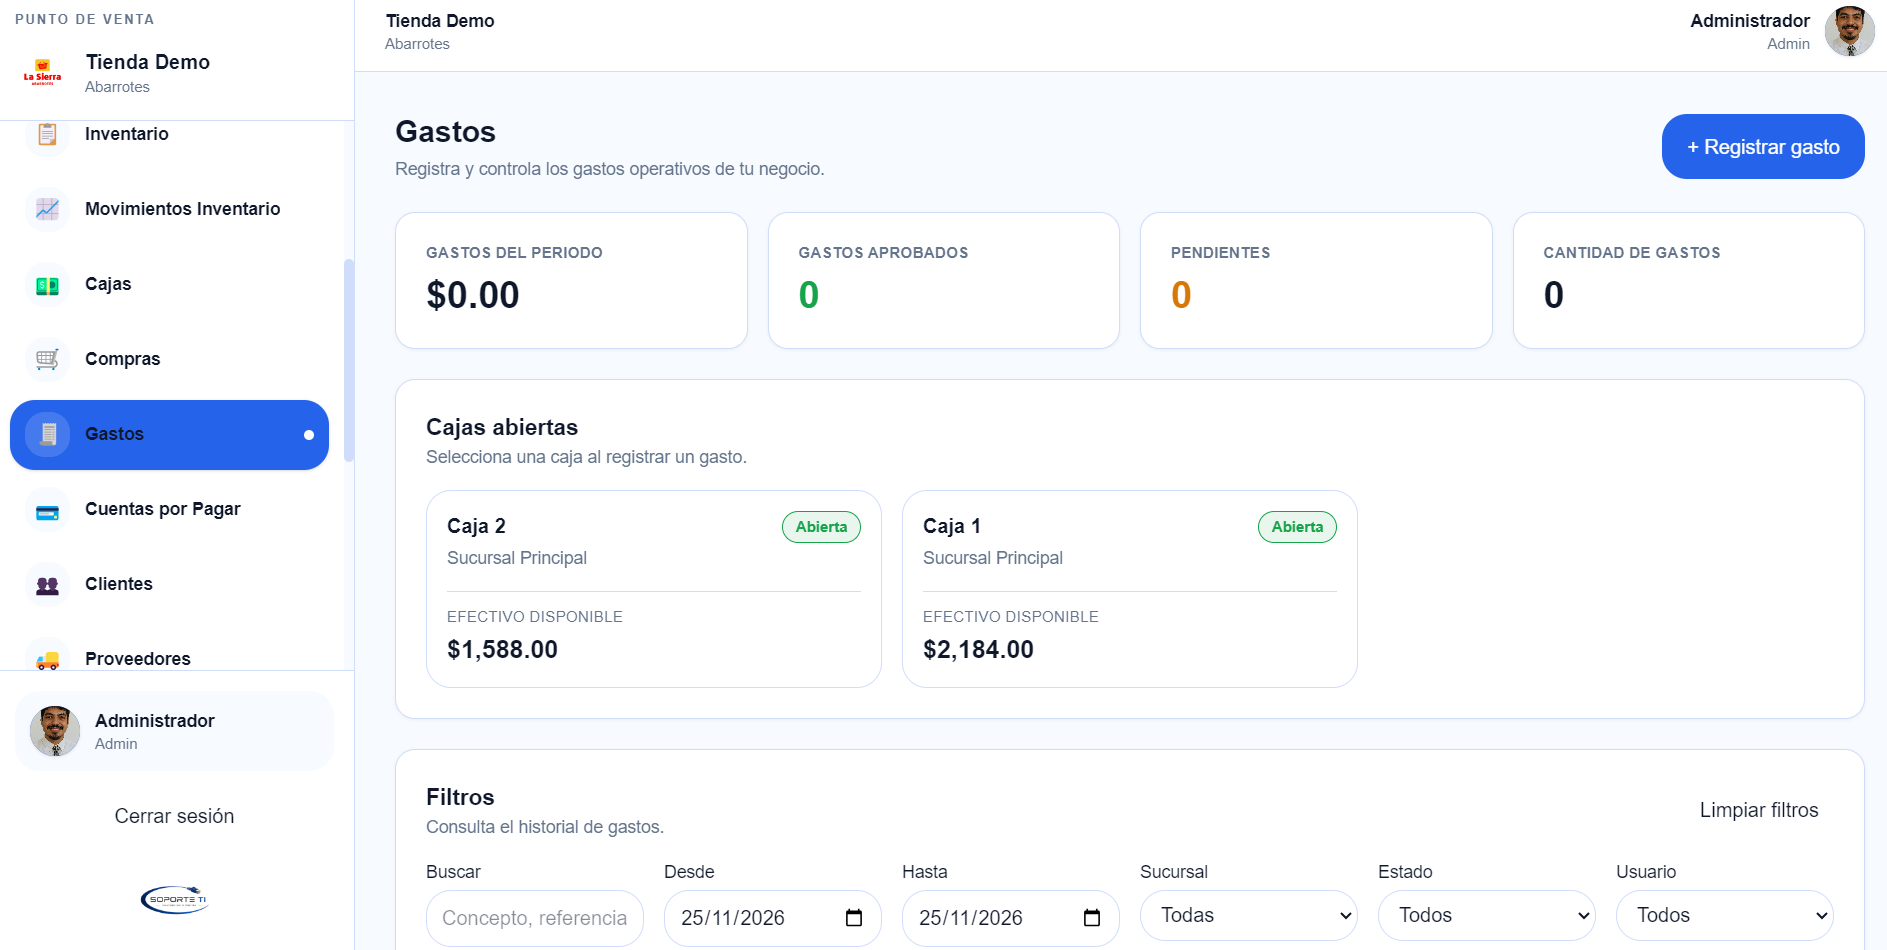 PUNTO DE VENTA
La Sierra
ABARROTES
Tienda Demo
Abarrotes
Inventario
Movimientos Inventario
Cajas
Compras
Gastos
Cuentas por Pagar
Clientes
Proveedores
Administrador
Admin
Cerrar sesión
SOPORTE TI
Tienda Demo
Abarrotes
Administrador
Admin
Gastos
Registra y controla los gastos operativos de tu negocio.
+ Registrar gasto
GASTOS DEL PERIODO
$0.00
GASTOS APROBADOS
0
PENDIENTES
0
CANTIDAD DE GASTOS
0
Cajas abiertas
Selecciona una caja al registrar un gasto.
Caja 2
Abierta
Sucursal Principal
EFECTIVO DISPONIBLE
$1,588.00
Caja 1
Abierta
Sucursal Principal
EFECTIVO DISPONIBLE
$2,184.00
Filtros
Consulta el historial de gastos.
Limpiar filtros
Buscar
Concepto, referencia
Desde
25/11/2026
Hasta
25/11/2026
Sucursal
Todas
Estado
Todos
Usuario
Todos